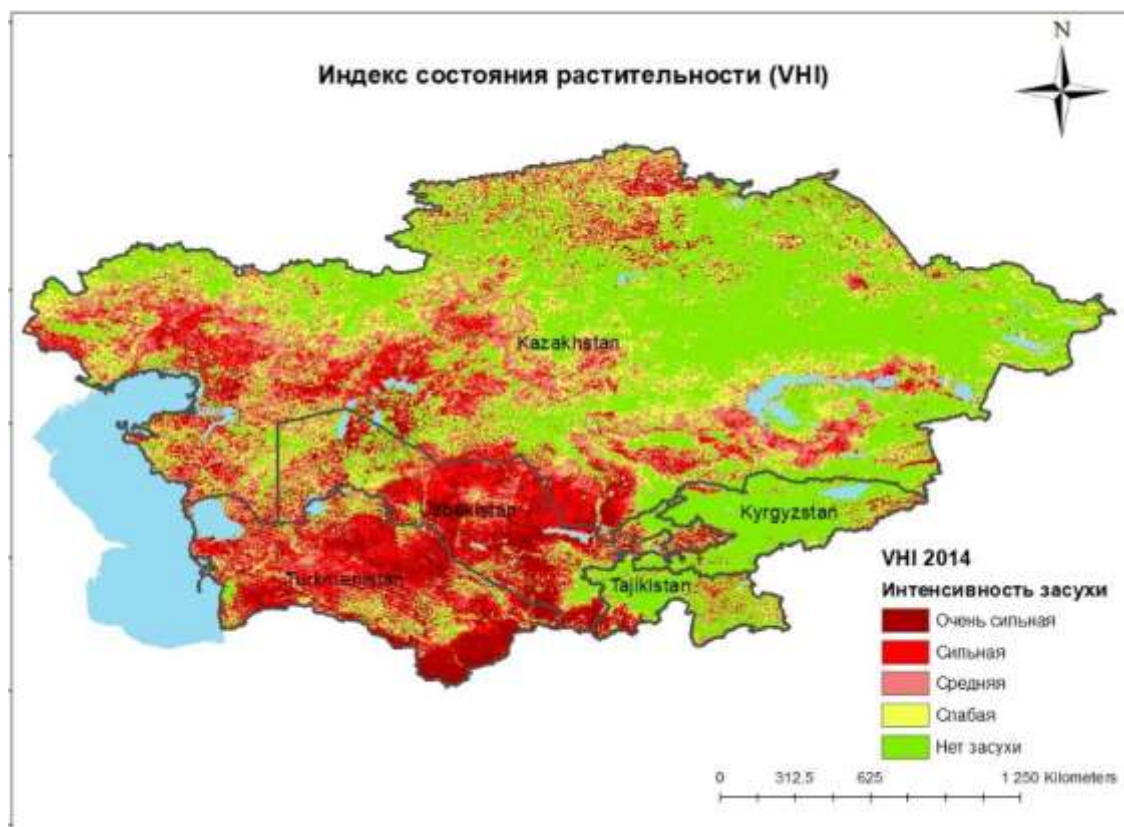 N
Индекс состояния растительности (VHI)
Kazakhstan
Uzbekistan
Kyrgyzstan
Turkmenistan
Tajikistan
VHI 2014
Интенсивность засухи
Очень сильная
Сильная
Средняя
Слабая
Нет засухи
0 312,5 625 1 250 Kilometers